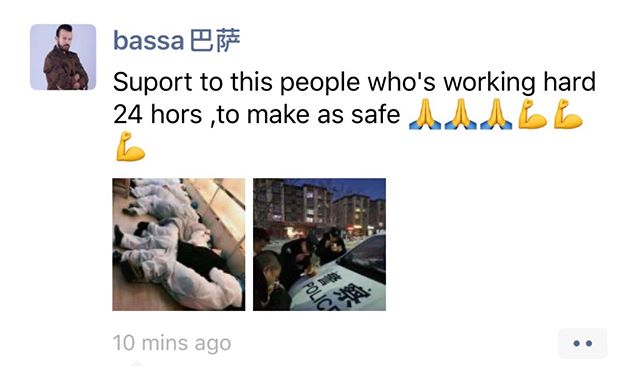 bassa巴萨
Suport to this people who's working hard
24 hors ,to make as safe 🙏🙏🙏💪💪
💪
警察
POLICE
10 mins ago